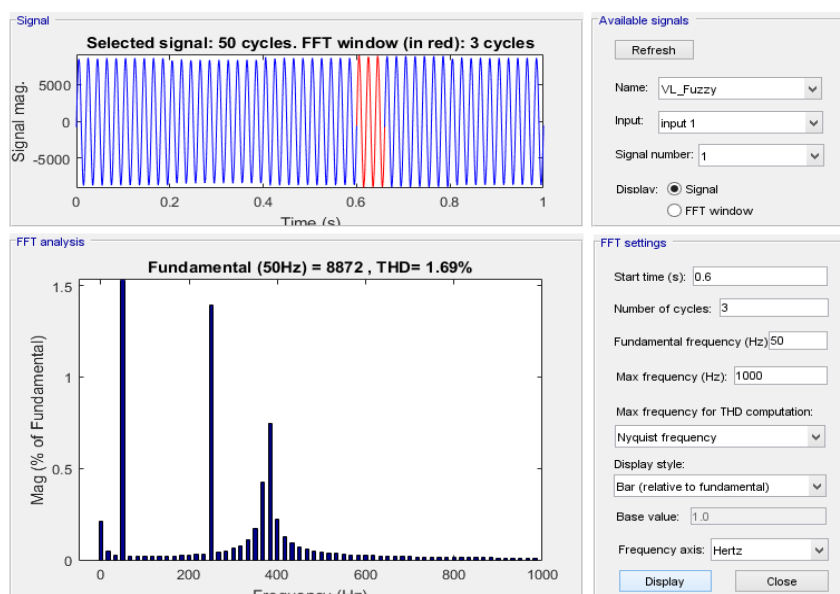 Signal
Selected signal: 50 cycles. FFT window (in red): 3 cycles
Signal mag.
5000
0
-5000
0
0.2
0.4
0.6
0.8
1
Time (s)
Available signals
Refresh
Name:
VL_Fuzzy
Input:
input 1
Signal number:
1
Display:
Signal
FFT window
FFT analysis
Fundamental (50Hz) = 8872 , THD= 1.69%
Mag (% of Fundamental)
1.5
1
0.5
0
0
200
400
600
800
1000
Frequency (Hz)
FFT settings
Start time (s):
0.6
Number of cycles:
3
Fundamental frequency (Hz)
50
Max frequency (Hz):
1000
Max frequency for THD computation:
Nyquist frequency
Display style:
Bar (relative to fundamental)
Base value:
1.0
Frequency axis:
Hertz
Display
Close